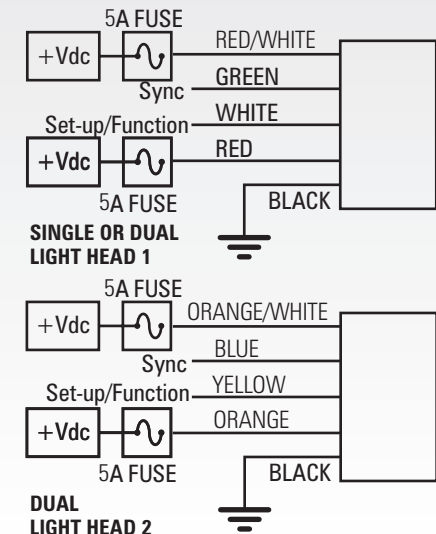 5A FUSE
+Vdc
RED/WHITE
Sync
GREEN
Set-up/Function
WHITE
+Vdc
RED
5A FUSE
BLACK
SINGLE OR DUAL
LIGHT HEAD 1
5A FUSE
+Vdc
ORANGE/WHITE
Sync
BLUE
Set-up/Function
YELLOW
+Vdc
ORANGE
5A FUSE
BLACK
DUAL
LIGHT HEAD 2